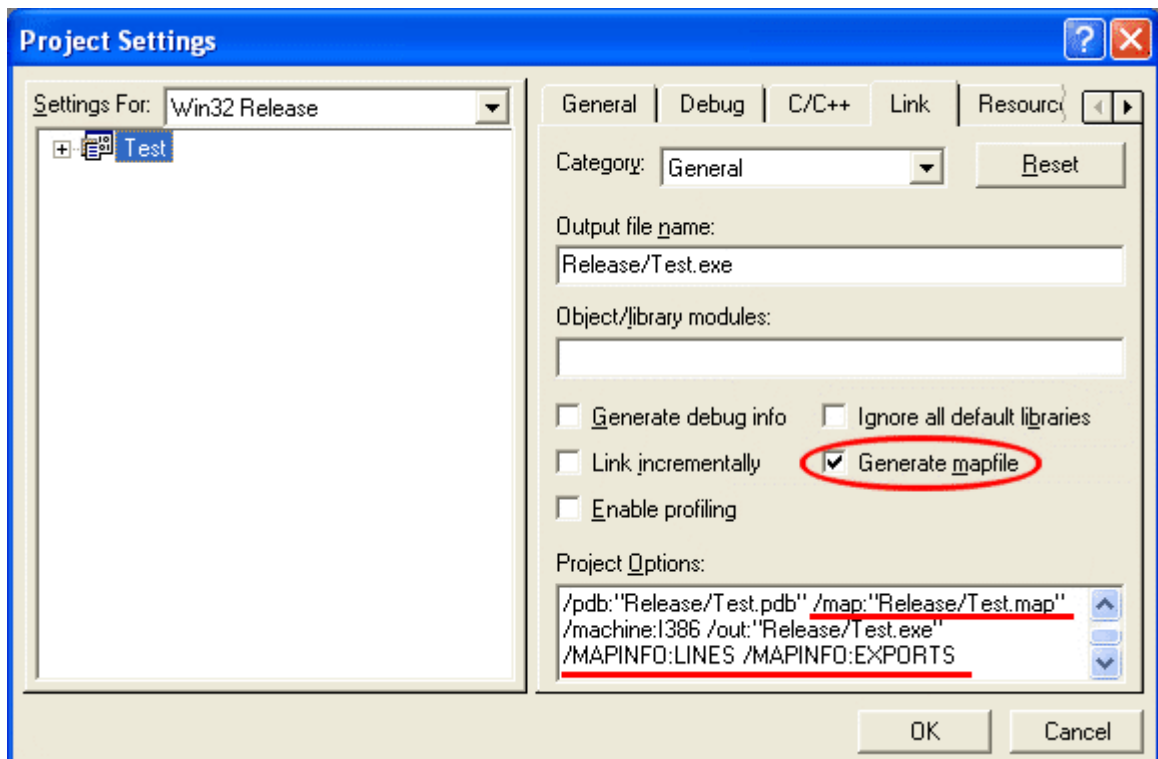 Project Settings
Settings For: Win32 Release
Test
General Debug C/C++ Link Resourc
Category: General Reset
Output file name:
Release/Test.exe
Object/library modules:
Generate debug info Ignore all default libraries
Link incrementally Generate mapfile
Enable profiling
Project Options:
/pdb:"Release/Test.pdb" /map:"Release/Test.map"
/machine:I386 /out:"Release/Test.exe"
/MAPINFO:LINES /MAPINFO:EXPORTS
OK Cancel